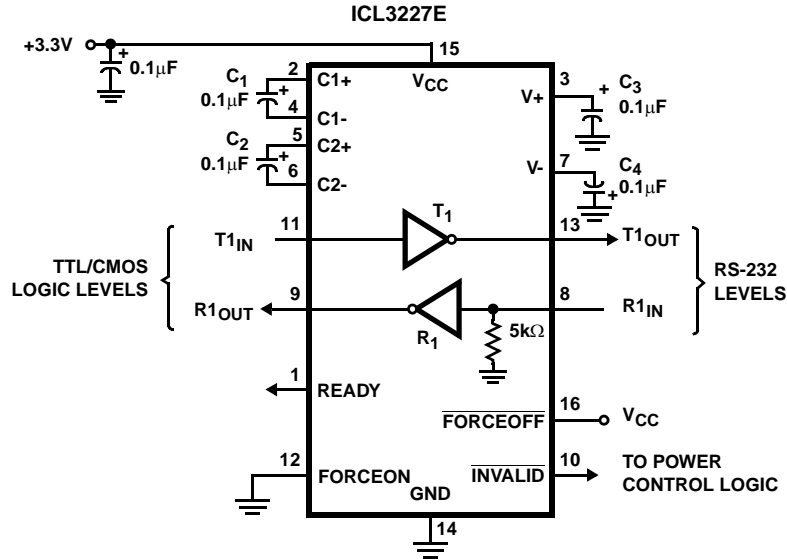 ICL3227E
+3.3V
+
0.1μF
15
VCC
C1
0.1μF
2
+
4
C1+
C1-
C2
0.1μF
5
+
6
C2+
C2-
3
V+
+
C3
0.1μF
7
V-
C4
0.1μF
+
T1IN
11
T1
13
T1OUT
TTL/CMOS
LOGIC LEVELS
RS-232
LEVELS
R1OUT
9
R1
5kΩ
8
R1IN
1
READY
FORCEOFF
16
VCC
12
FORCEON
INVALID
10
TO POWER
CONTROL LOGIC
GND
14